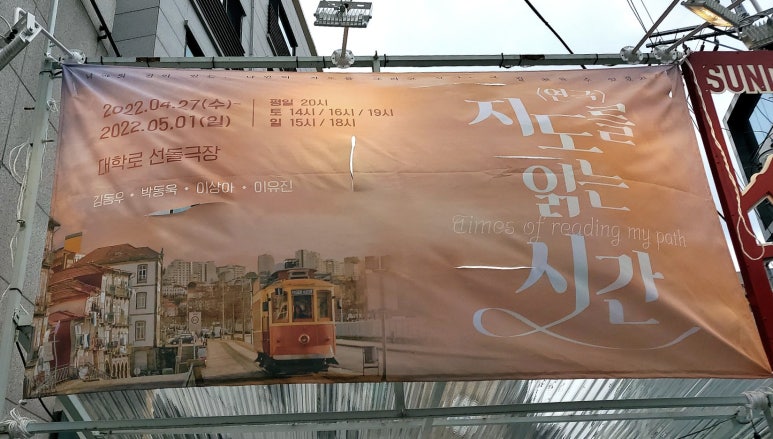 2022.04.27(수)-
2022.05.01(일)
평일 20시
토 14시 / 16시 / 19시
일 15시 / 18시
대학로 선돌극장
김동우 • 박동욱 • 이상아 • 이유진
(연극)
지도를
읽는
Times of reading my path
시간
SUN